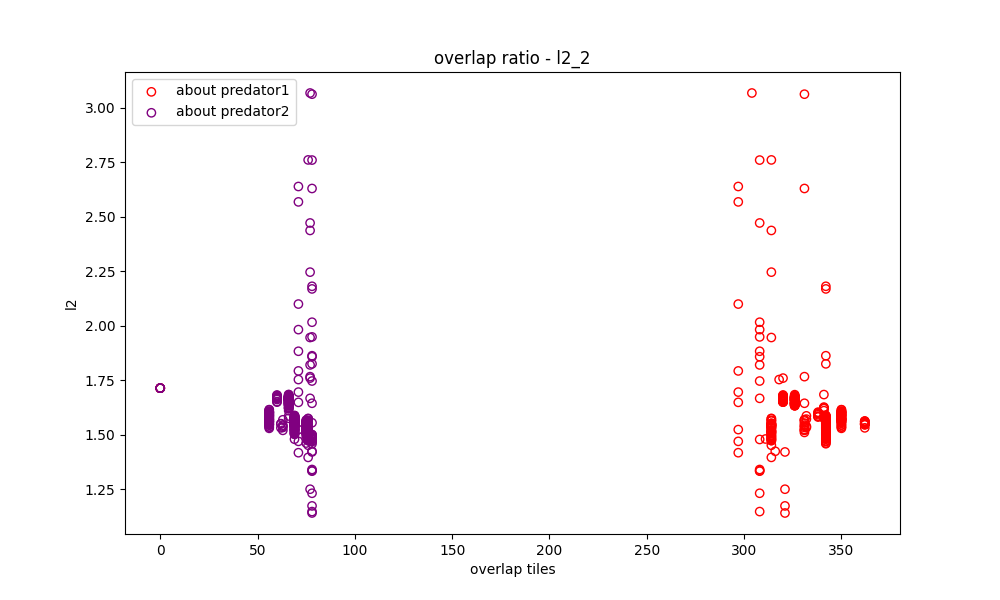 overlap ratio - l2_2
about predator1
about predator2
3.00
2.75
2.50
2.25
2.00
1.75
1.50
1.25
l2
0 50 100 150 200 250 300 350
overlap tiles